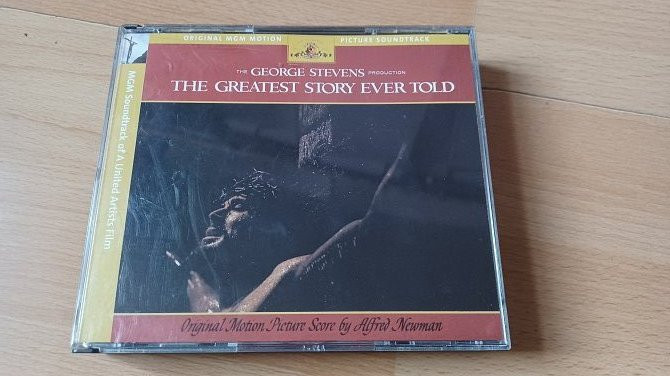 ORIGINAL MGM MOTION PICTURE SOUNDTRACK
THE GEORGE STEVENS PRODUCTION
THE GREATEST STORY EVER TOLD
MGM Soundtrack of A United Artists Film
Original Motion Picture Score by Alfred Newman